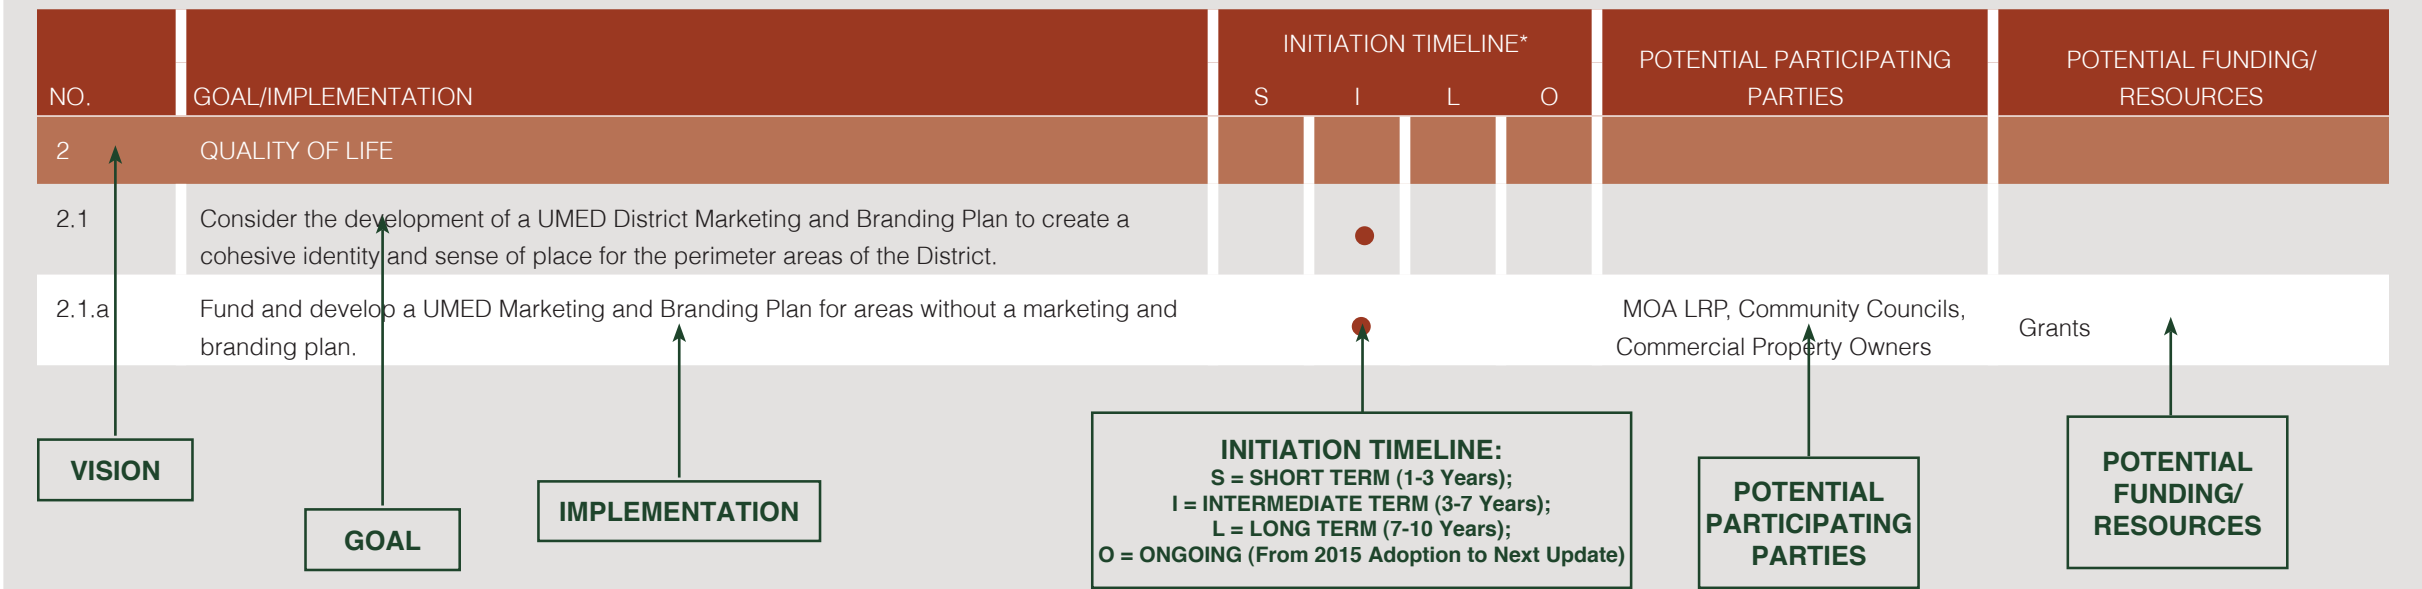 NO.
GOAL/IMPLEMENTATION
INITIATION TIMELINE*
S I L O
POTENTIAL PARTICIPATING
PARTIES
POTENTIAL FUNDING/
RESOURCES
2 QUALITY OF LIFE
2.1 Consider the development of a UMED District Marketing and Branding Plan to create a
cohesive identity and sense of place for the perimeter areas of the District.
2.1.a Fund and develop a UMED Marketing and Branding Plan for areas without a marketing and
branding plan.
MOA LRP, Community Councils,
Commercial Property Owners
Grants
VISION
GOAL
IMPLEMENTATION
INITIATION TIMELINE:
S = SHORT TERM (1-3 Years);
I = INTERMEDIATE TERM (3-7 Years);
L = LONG TERM (7-10 Years);
O = ONGOING (From 2015 Adoption to Next Update)
POTENTIAL
PARTICIPATING
PARTIES
POTENTIAL
FUNDING/
RESOURCES